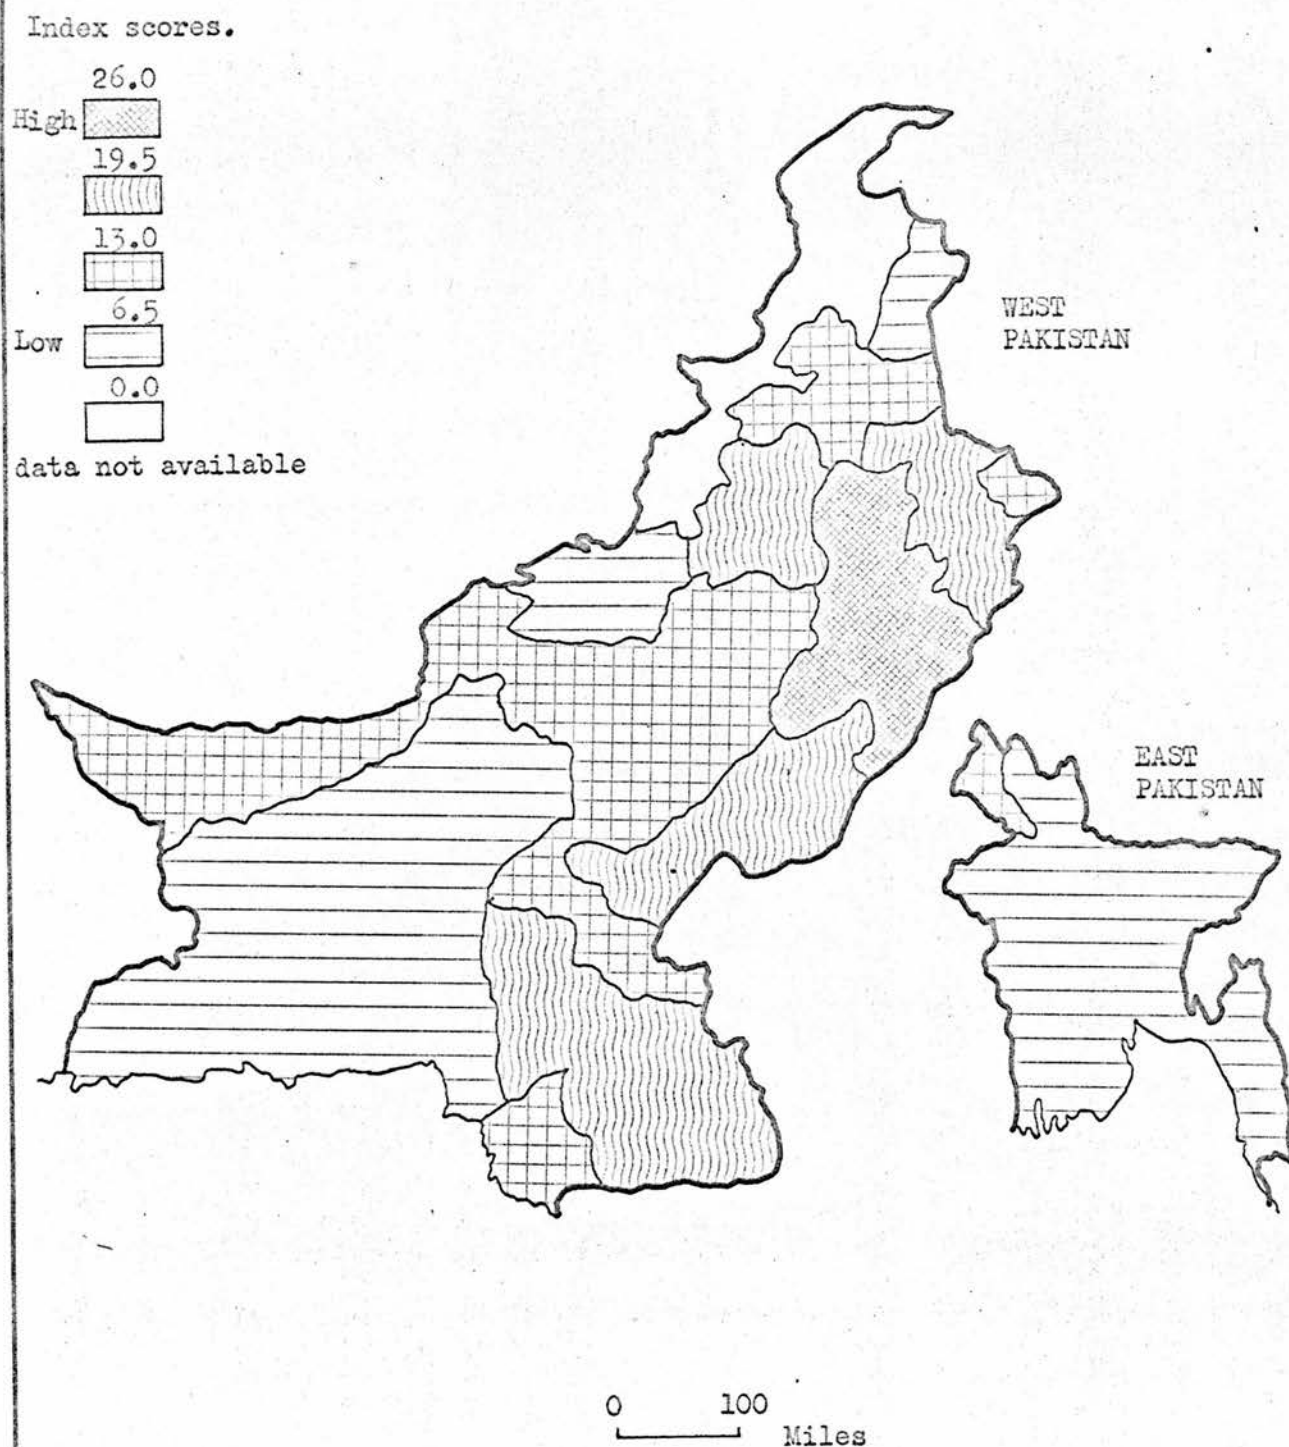 Index scores.
26.0
High
19.5
13.0
6.5
Low
0.0
data not available
WEST
PAKISTAN
EAST
PAKISTAN
0 100
Miles